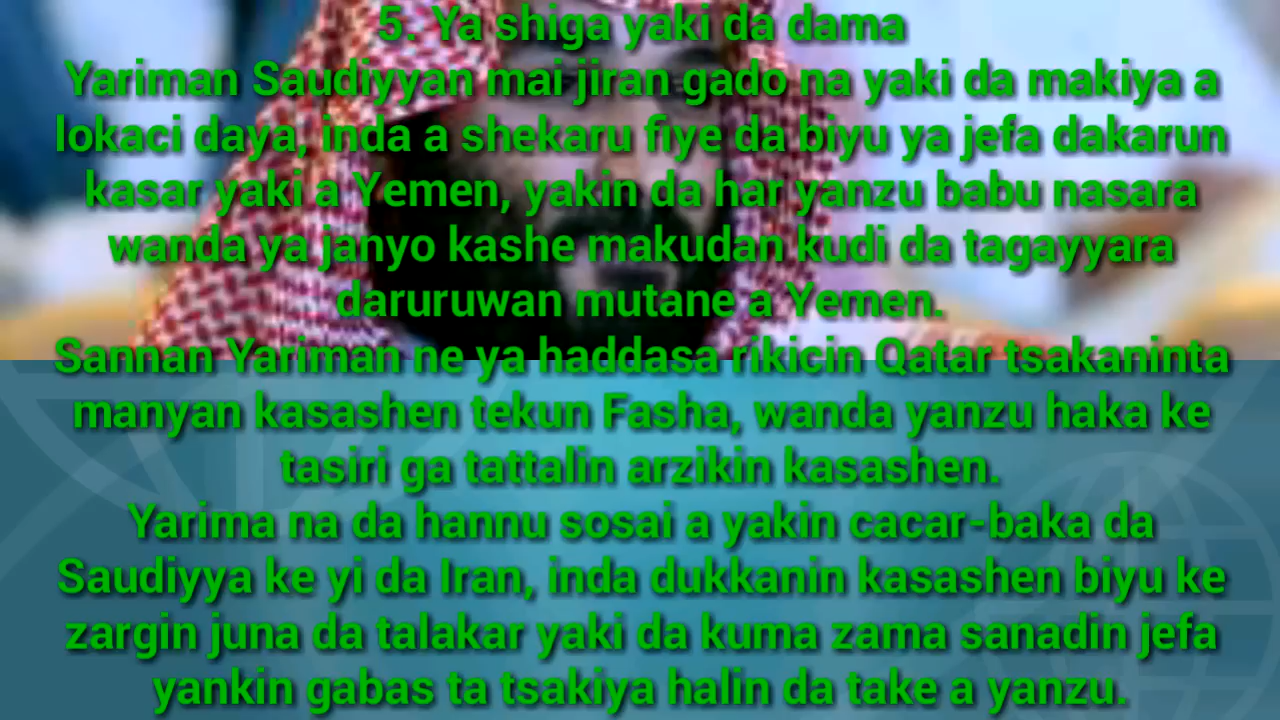 5. Ya shiga yaki da dama
Yariman Saudiyyan mai jiran gado na yaki da makiya a
lokaci daya, inda a shekaru fiye da biyu ya jefa dakarun
kasar yaki a Yemen, yakin da har yanzu babu nasara
wanda ya janyo kashe makudan kudi da tagayyara
daruruwan mutane a Yemen.
Sannan Yariman ne ya haddasa rikicin Qatar tsakaninta
manyan kasashen tekun Fasha, wanda yanzu haka ke
tasiri ga tattalin arzikin kasashen.
Yarima na da hannu sosai a yakin cacar-baka da
Saudiyya ke yi da Iran, inda dukkanin kasashen biyu ke
zargin juna da talakar yaki da kuma zama sanadin jefa
yankin gabas ta tsakiya halin da take a yanzu.